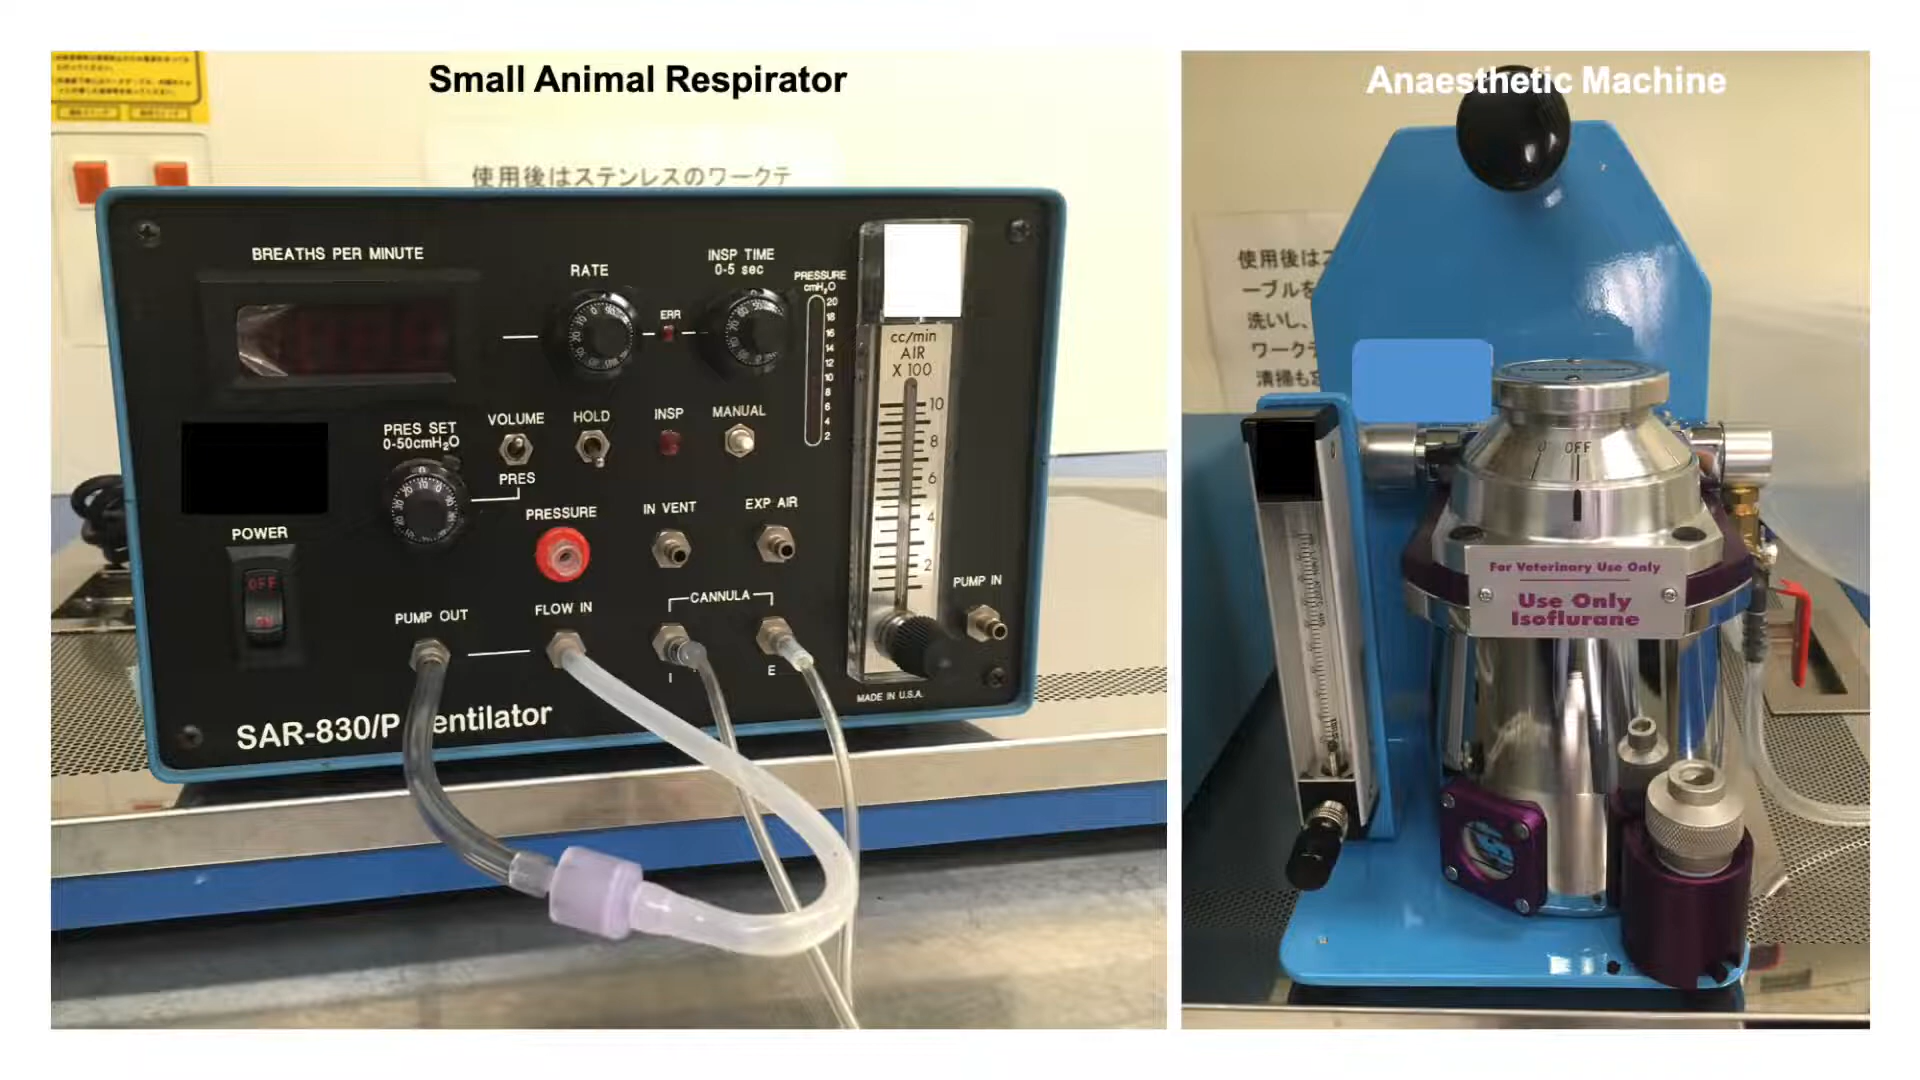 Small Animal Respirator
使用後はステンレスのワークテ
BREATHS PER MINUTE
RATE
INSP TIME
0-5 sec
PRESSURE
cmH₂O
20
18
16
14
12
10
8
6
4
2
ERR
cc/min
AIR
X 100
10
8
6
4
2
PRES SET
0-50cmH₂O
VOLUME
PRES
HOLD
INSP
MANUAL
POWER
OFF
ON
PRESSURE
IN VENT
EXP AIR
PUMP IN
PUMP OUT
FLOW IN
CANNULA
I
E
MADE IN U.S.A.
SAR-830/P entilator
Anaesthetic Machine
使用後は
ーブルを
洗いし、
ワークテ
清掃も
0 OFF
For Veterinary Use Only
Use Only
Isoflurane